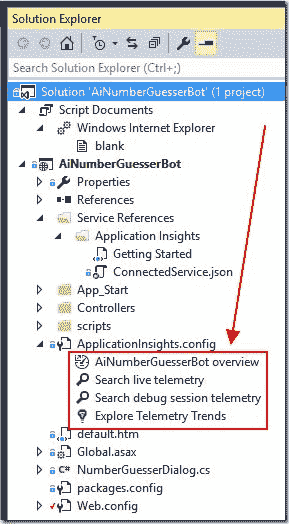 Solution Explorer
Search Solution Explorer (Ctrl+;)
Solution 'AiNumberGuesserBot' (1 project)
Script Documents
Windows Internet Explorer
blank
AiNumberGuesserBot
Properties
References
Service References
Application Insights
Getting Started
ConnectedService.json
App_Start
Controllers
scripts
ApplicationInsights.config
AiNumberGuesserBot overview
Search live telemetry
Search debug session telemetry
Explore Telemetry Trends
default.htm
Global.asax
C# NumberGuesserDialog.cs
packages.config
Web.config